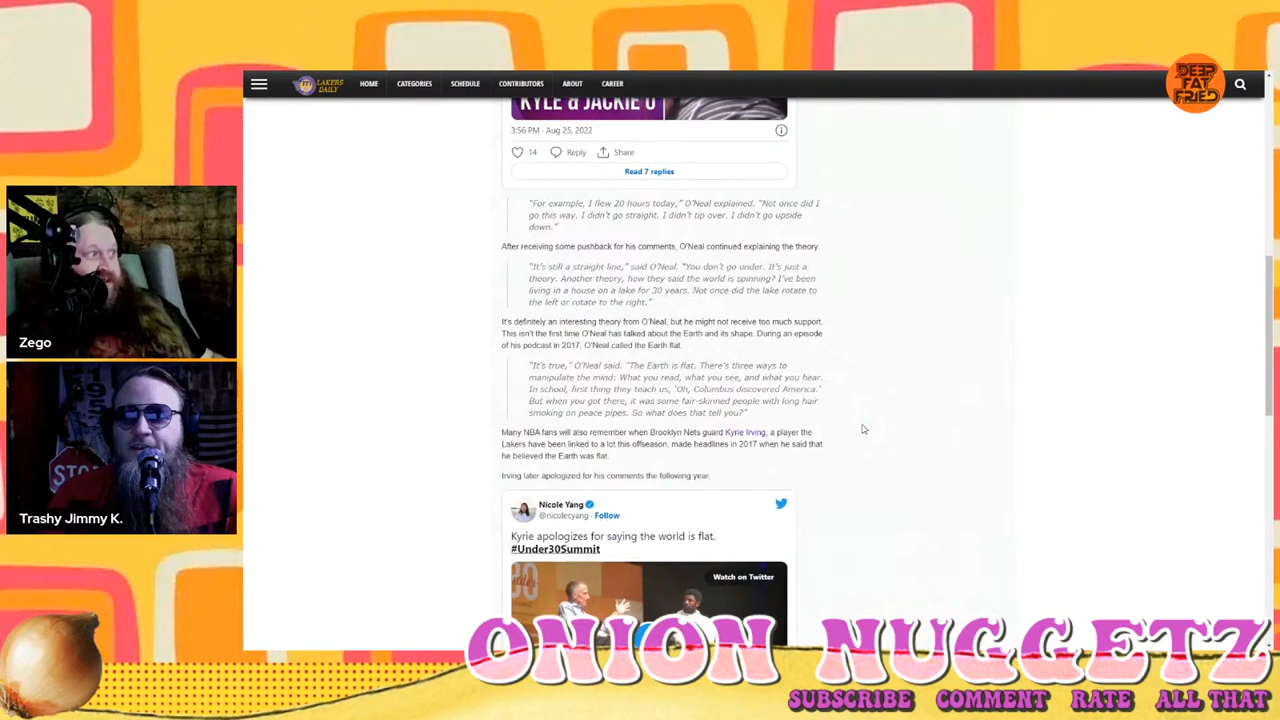 LAKERS
DAILY
HOME
CATEGORIES
SCHEDULE
CONTRIBUTORS
ABOUT
CAREER
DEEP
FAT
FRIED
KYLE & JACKIE O
3:56 PM · Aug 25, 2022
14
Reply
Share
Read 7 replies
"For example, I flew 20 hours today," O'Neal explained. "Not once did I
go this way. I didn't go straight. I didn't tip over. I didn't go upside
down."
After receiving some pushback for his comments, O'Neal continued explaining the theory.
"It's still a straight line," said O'Neal. "You don't go under. It's just a
theory. Another theory, how they said the world is spinning? I've been
living in a house on a lake for 30 years. Not once did the lake rotate to
the left or rotate to the right."
It's definitely an interesting theory from O'Neal, but he might not receive too much support.
This isn't the first time O'Neal has talked about the Earth and its shape. During an episode
of his podcast in 2017, O'Neal called the Earth flat.
"It's true," O'Neal said. "The Earth is flat. There's three ways to
manipulate the mind: What you read, what you see, and what you hear.
In school, first thing they teach us, 'Oh, Columbus discovered America.'
But when you got there, it was some fair-skinned people with long hair
smoking on peace pipes. So what does that tell you?"
Many NBA fans will also remember when Brooklyn Nets guard Kyrie Irving, a player the
Lakers have been linked to a lot this offseason, made headlines in 2017 when he said that
he believed the Earth was flat.
Irving later apologized for his comments the following year.
Nicole Yang
@nicolecyang · Follow
Kyrie apologizes for saying the world is flat.
#Under30Summit
Watch on Twitter
30
Zego
STOP
Trashy Jimmy K.
ONION NUGGETZ
SUBSCRIBE COMMENT RATE ALL THAT